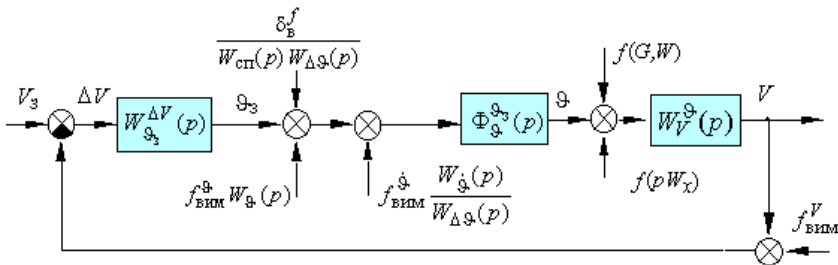 δ_в^f
W_сп(p) W_Δϑ(p)
f(G,W)
V_з
ΔV
W_ϑз^ΔV(p)
ϑ_з
Φ_ϑ^ϑз(p)
ϑ
W_V^ϑ(p)
V
f_вим^ϑ W_ϑ(p)
f_вим^ϑ̇ W_ϑ̇(p)
W_Δϑ(p)
f(pW_X)
f_вим^V